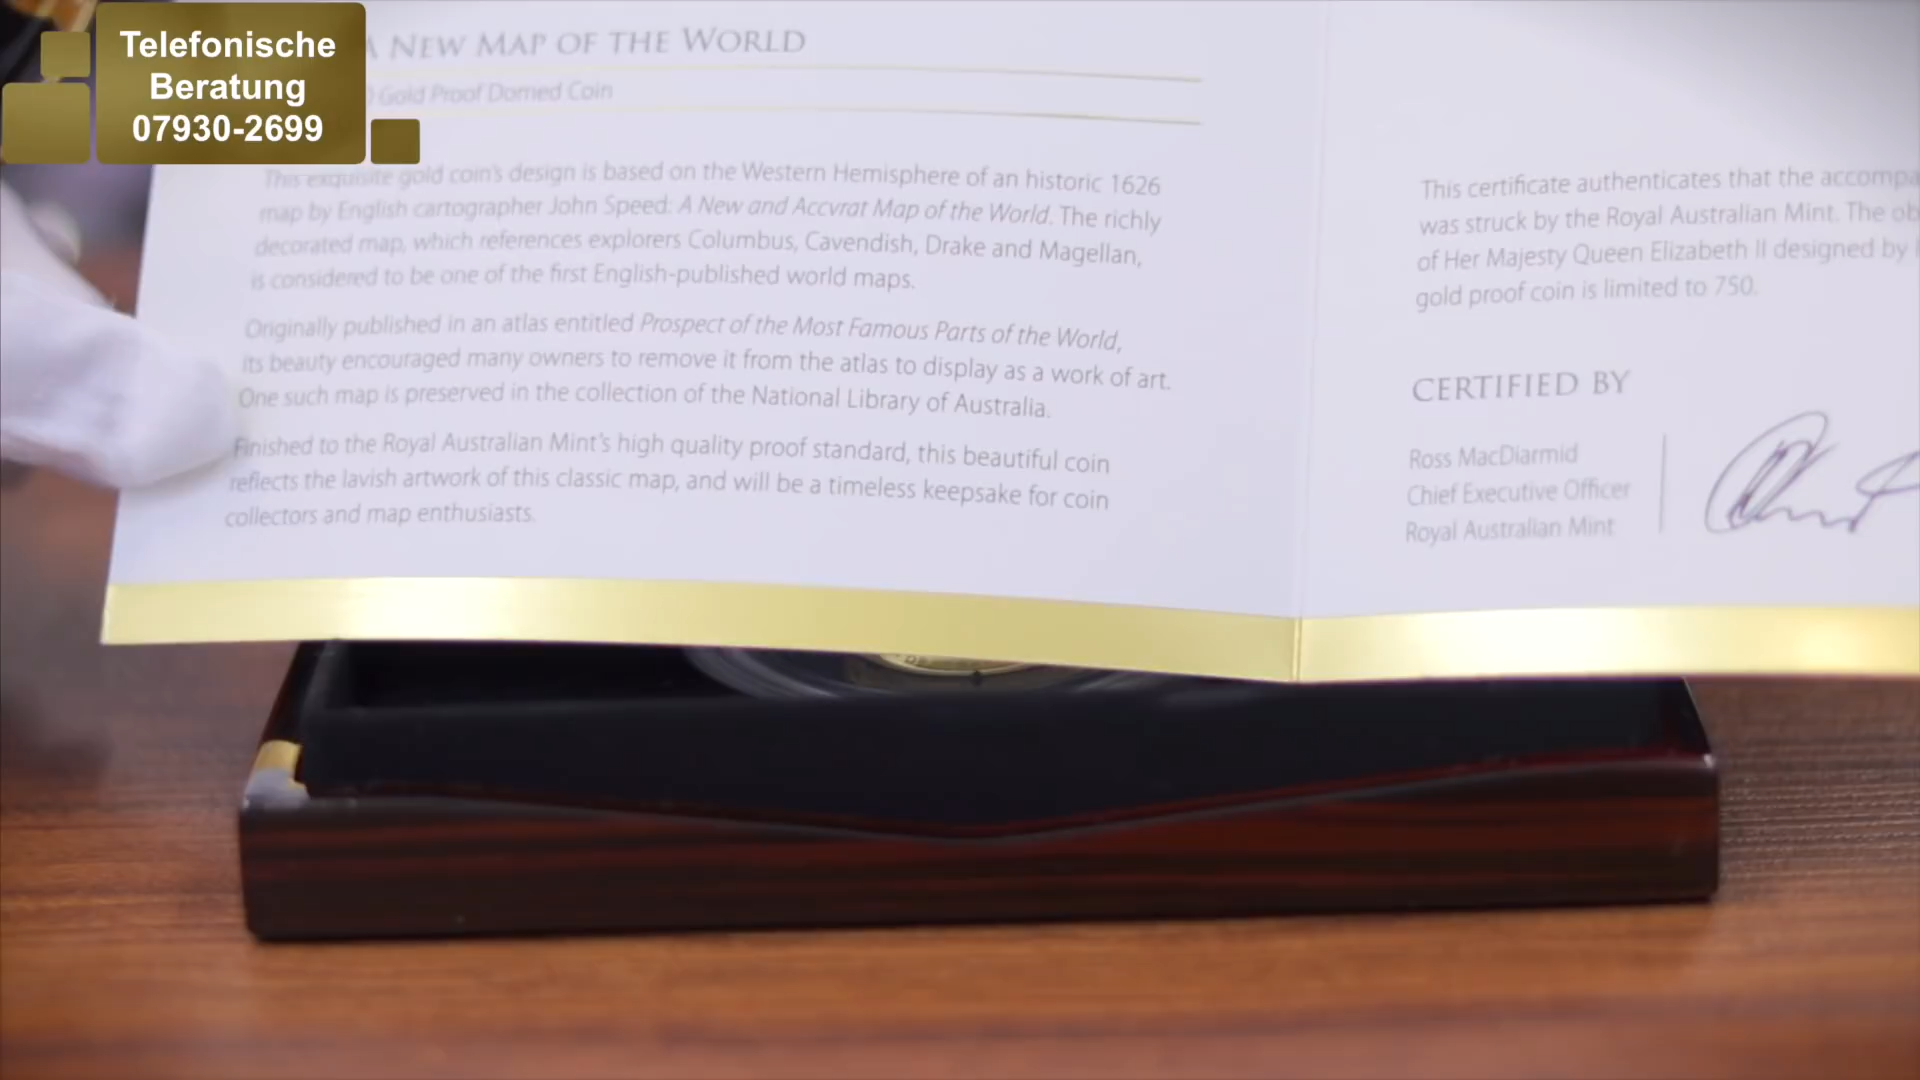 Telefonische
Beratung
07930-2699
A NEW MAP OF THE WORLD
Gold Proof Domed Coin
This exquisite gold coin's design is based on the Western Hemisphere of an historic 1626
map by English cartographer John Speed: A New and Accvrat Map of the World. The richly
decorated map, which references explorers Columbus, Cavendish, Drake and Magellan,
is considered to be one of the first English-published world maps.
Originally published in an atlas entitled Prospect of the Most Famous Parts of the World,
its beauty encouraged many owners to remove it from the atlas to display as a work of art.
One such map is preserved in the collection of the National Library of Australia.
Finished to the Royal Australian Mint's high quality proof standard, this beautiful coin
reflects the lavish artwork of this classic map, and will be a timeless keepsake for coin
collectors and map enthusiasts.
This certificate authenticates that the accompa
was struck by the Royal Australian Mint. The ob
of Her Majesty Queen Elizabeth II designed by
gold proof coin is limited to 750.
CERTIFIED BY
Ross MacDiarmid
Chief Executive Officer
Royal Australian Mint